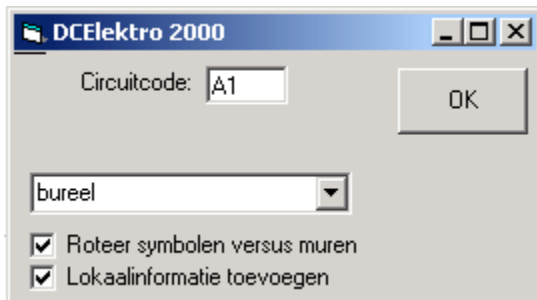 DCElektro 2000
Circuitcode: A1
OK
bureel
Roteer symbolen versus muren
Lokaalinformatie toevoegen